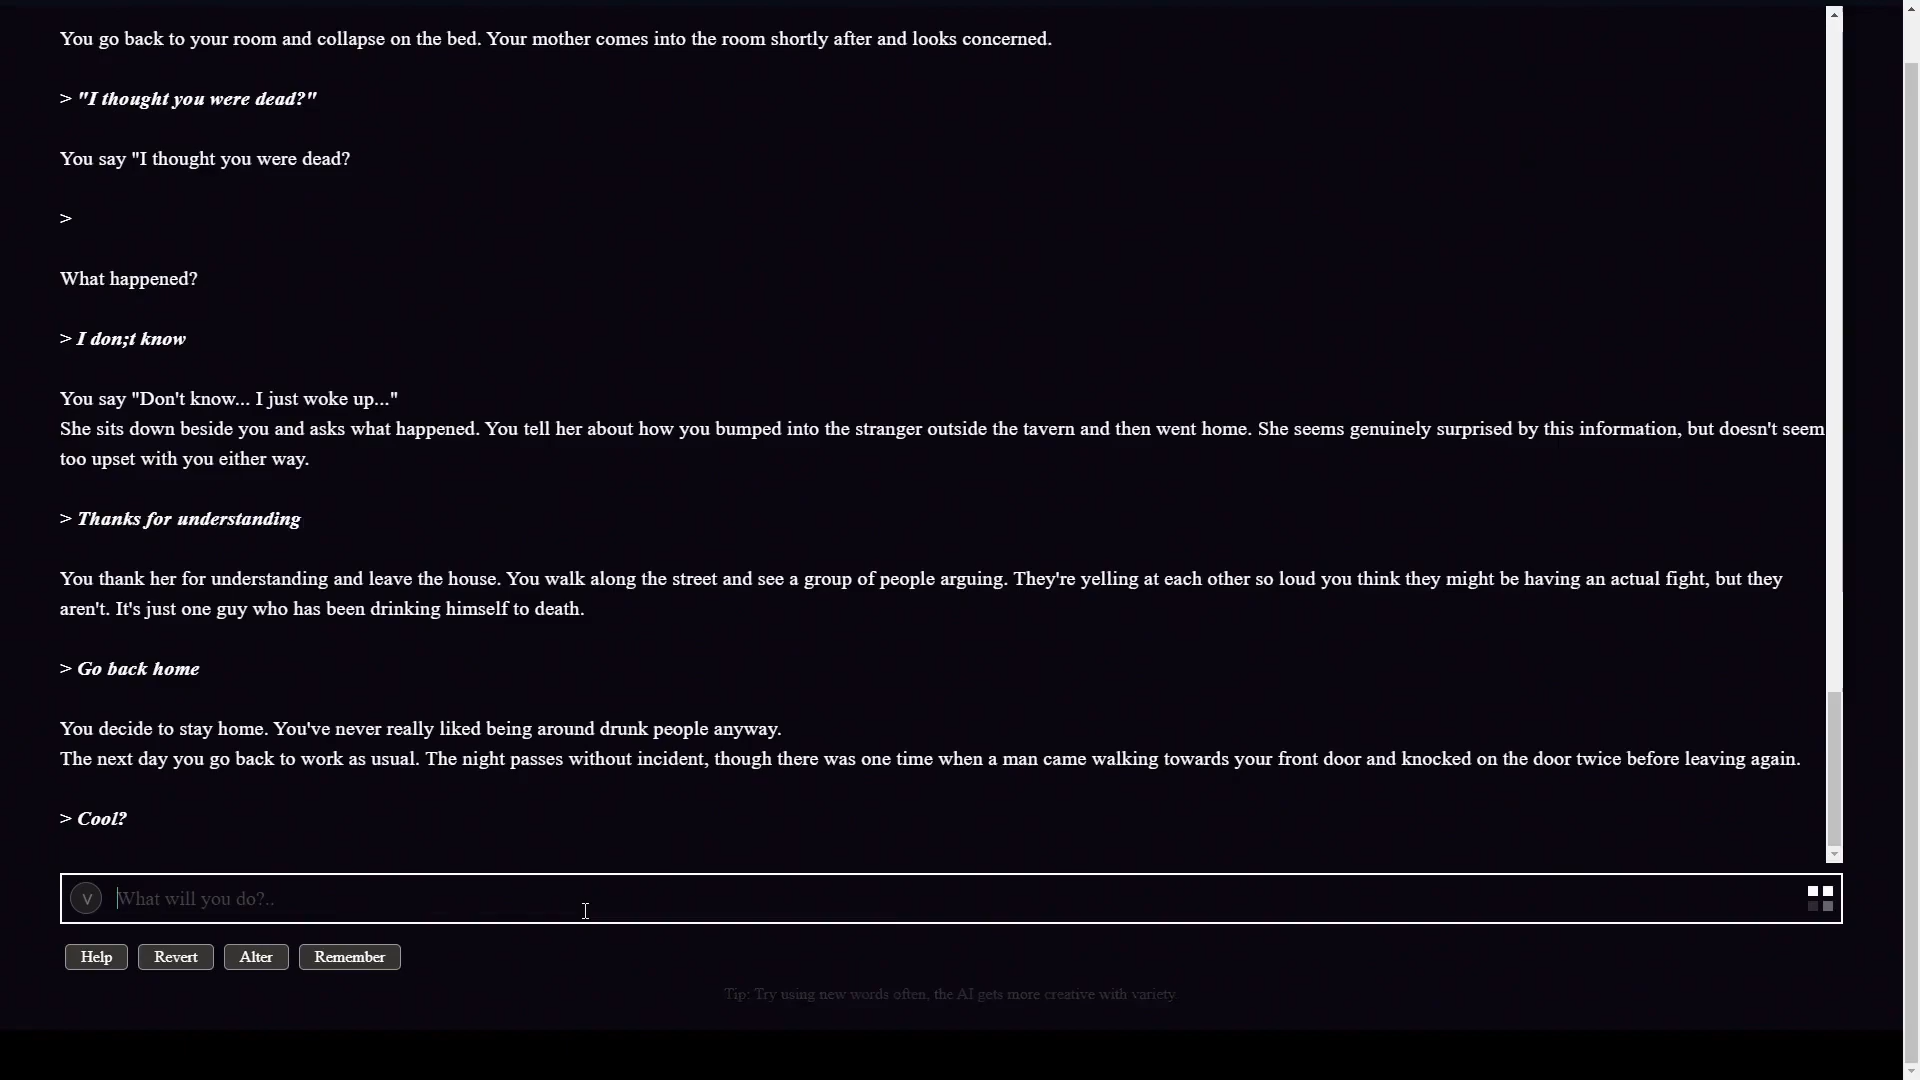 You go back to your room and collapse on the bed. Your mother comes into the room shortly after and looks concerned.
> "I thought you were dead?"
You say "I thought you were dead?
>
What happened?
> I don;t know
You say "Don't know... I just woke up..."
She sits down beside you and asks what happened. You tell her about how you bumped into the stranger outside the tavern and then went home. She seems genuinely surprised by this information, but doesn't seem
too upset with you either way.
> Thanks for understanding
You thank her for understanding and leave the house. You walk along the street and see a group of people arguing. They're yelling at each other so loud you think they might be having an actual fight, but they
aren't. It's just one guy who has been drinking himself to death.
> Go back home
You decide to stay home. You've never really liked being around drunk people anyway.
The next day you go back to work as usual. The night passes without incident, though there was one time when a man came walking towards your front door and knocked on the door twice before leaving again.
> Cool?
V What will you do?..
Help Revert Alter Remember
Tip: Try using new words often, the AI gets more creative with variety